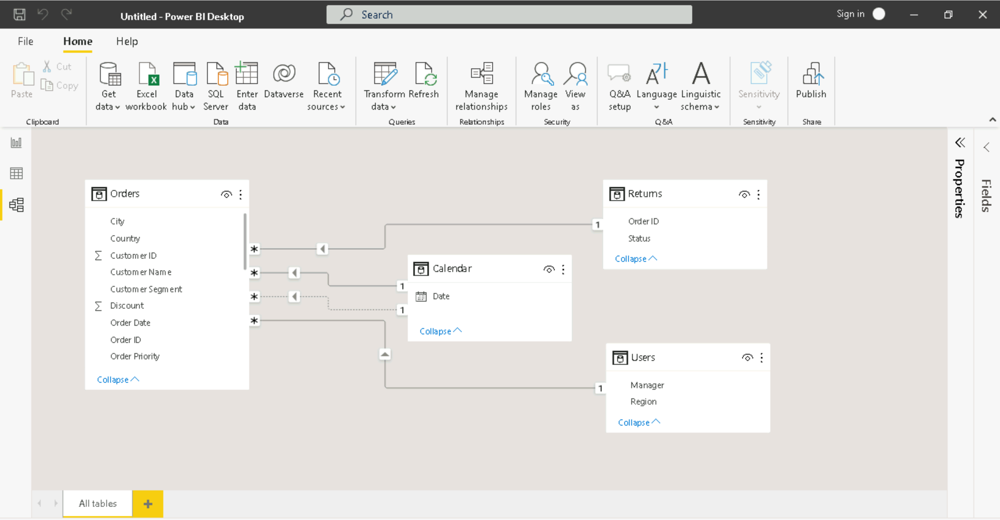 Untitled - Power BI Desktop
Search
Sign in
File
Home
Help
Paste
Cut
Copy
Clipboard
Get
data
Excel
workbook
Data
hub
SQL
Server
Enter
data
Dataverse
Recent
sources
Data
Transform
data
Refresh
Queries
Manage
relationships
Relationships
Manage
roles
View
as
Security
Q&A
setup
Language
Linguistic
schema
Q&A
Sensitivity
Sensitivity
Publish
Share
Orders
City
Country
Σ Customer ID
Customer Name
Customer Segment
Σ Discount
Order Date
Order ID
Order Priority
Collapse
*
*
*
*
1
1
1
1
Calendar
Date
Collapse
Returns
Order ID
Status
Collapse
Users
Manager
Region
Collapse
Properties
Fields
All tables
+